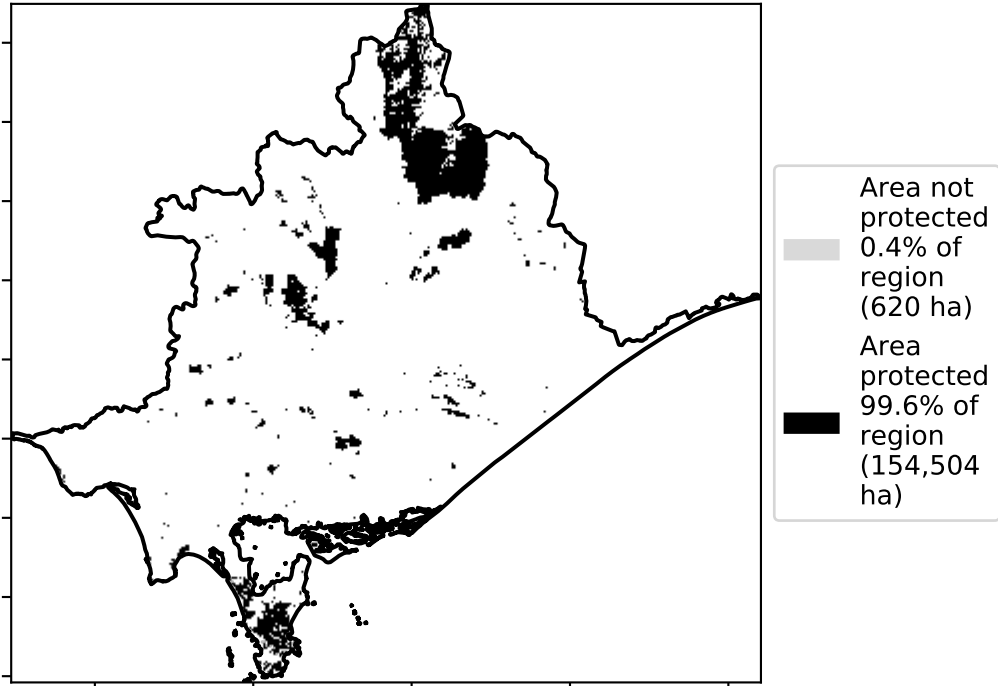 Area not
protected
0.4% of
region
(620 ha)
Area
protected
99.6% of
region
(154,504
ha)